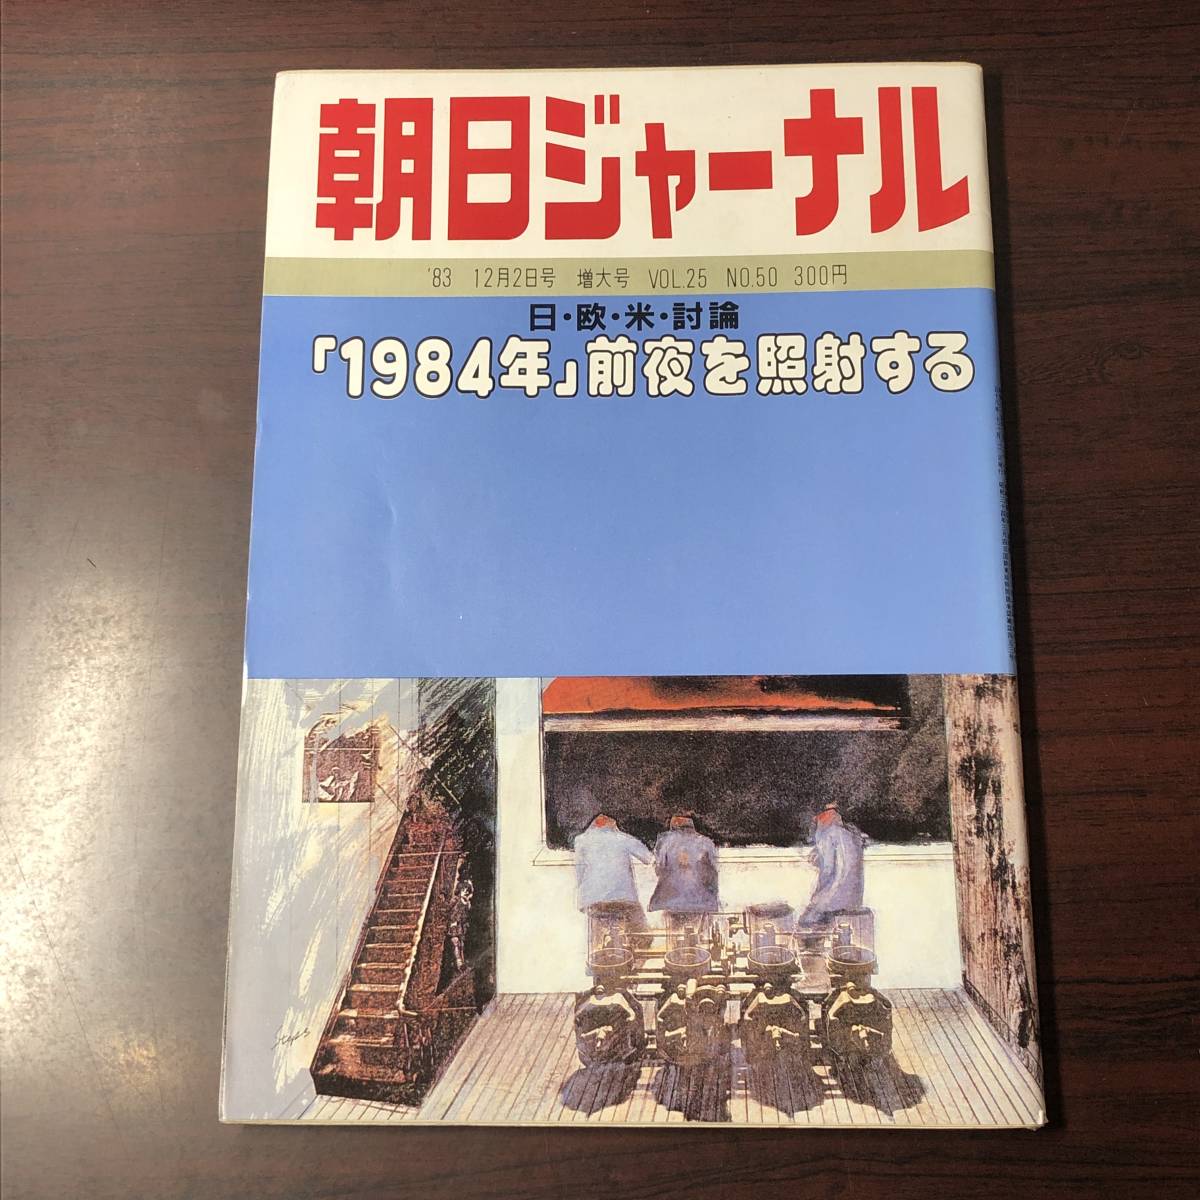 朝日ジャーナル
'83 12月2日号 増大号 VOL.25 NO.50 300円
日・欧・米・討論
「1984年」前夜を照射する